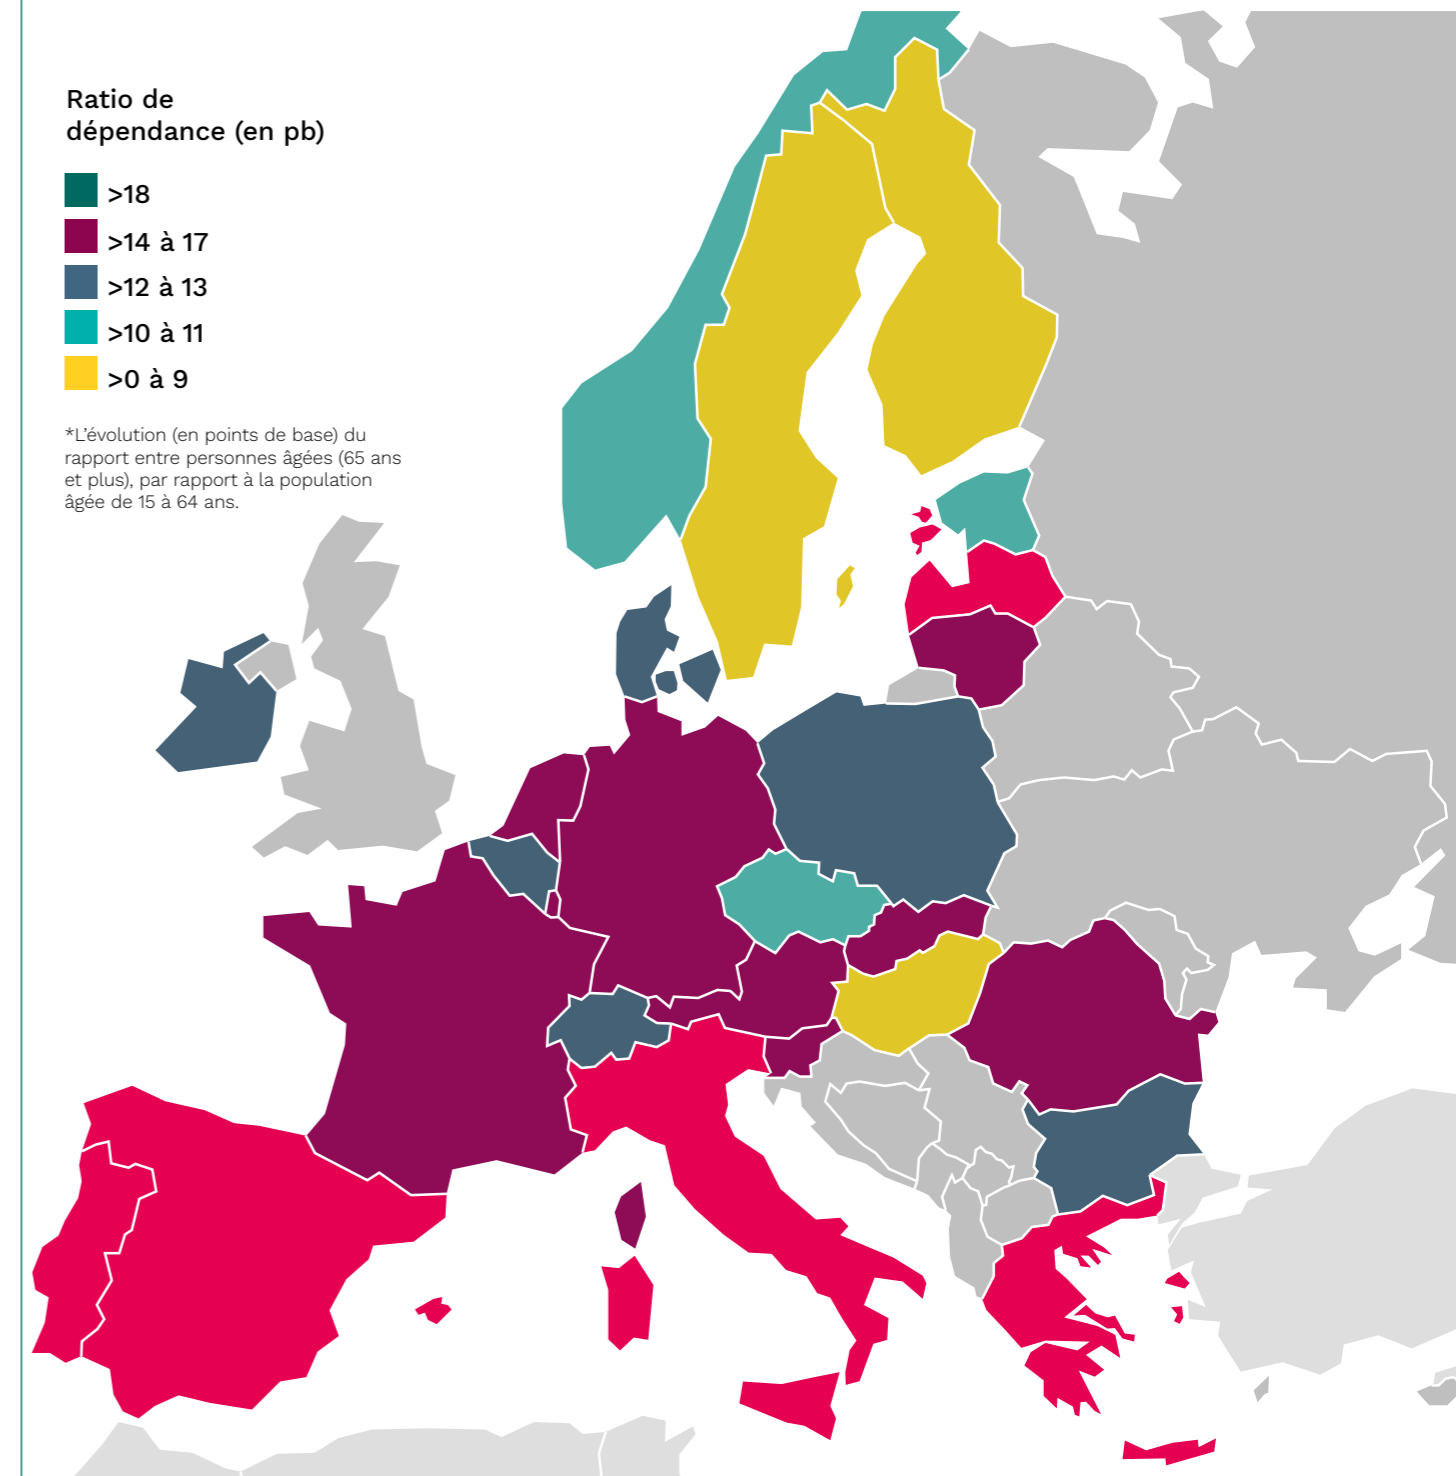 Ratio de
dépendance (en pb)
>18
>14 à 17
>12 à 13
>10 à 11
>0 à 9
*L’évolution (en points de base) du
rapport entre personnes âgées (65 ans
et plus), par rapport à la population
âgée de 15 à 64 ans.